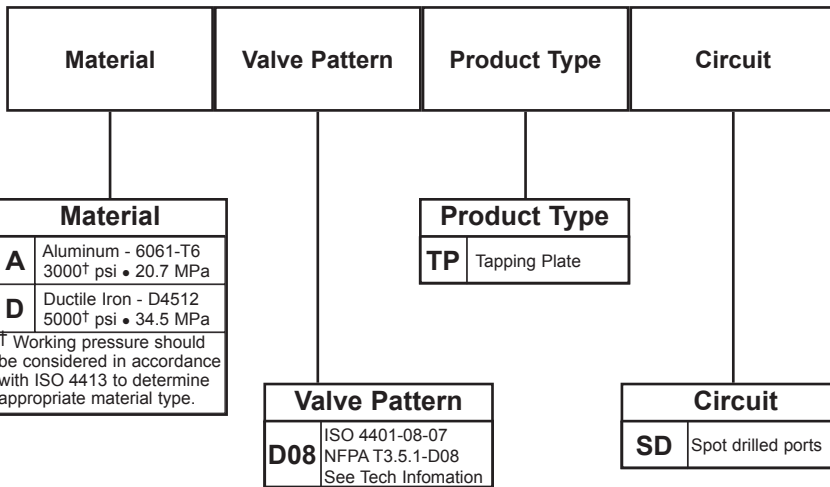 Material
Valve Pattern
Product Type
Circuit
Material
A
Aluminum - 6061-T6
3000† psi • 20.7 MPa
D
Ductile Iron - D4512
5000† psi • 34.5 MPa
† Working pressure should
be considered in accordance
with ISO 4413 to determine
appropriate material type.
Product Type
TP
Tapping Plate
Valve Pattern
D08
ISO 4401-08-07
NFPA T3.5.1-D08
See Tech Infomation
Circuit
SD
Spot drilled ports